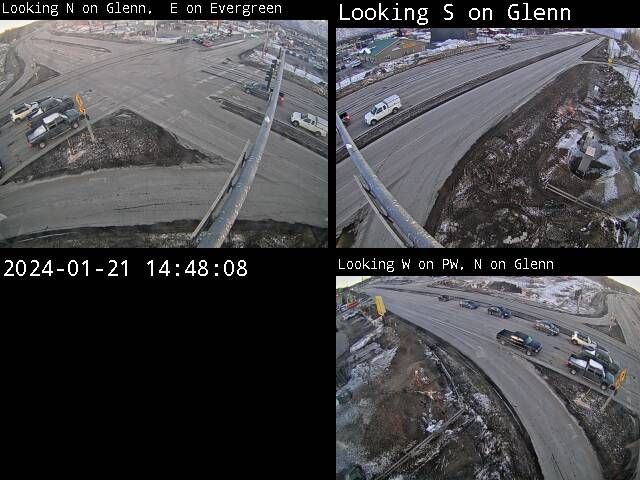 Looking N on Glenn,  E on Evergreen
Looking S on Glenn
2024-01-21 14:48:08
Looking W on PW, N on Glenn